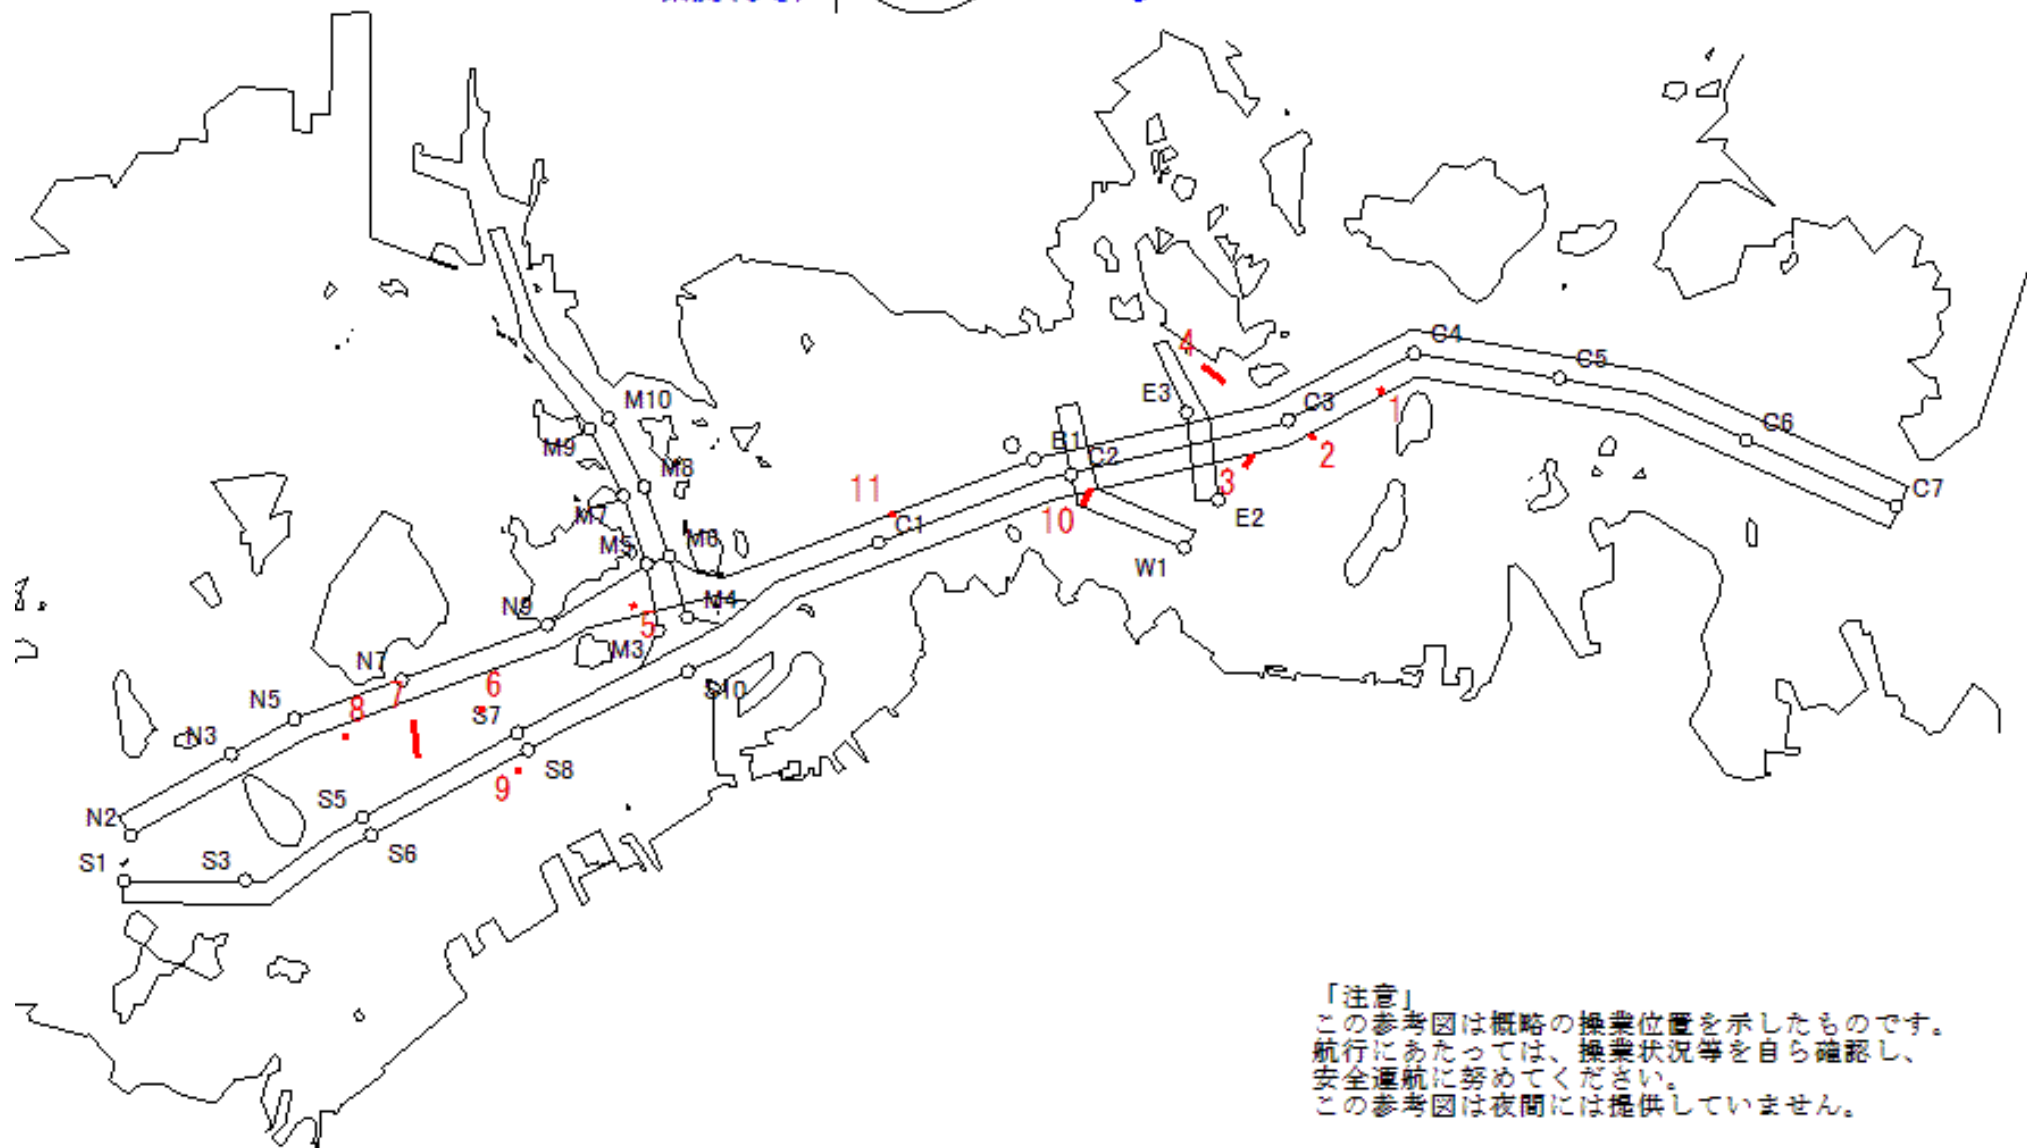 4
C4
C5
E3
C3
1
C6
M10
B1
C2
2
M9
M8
3
C7
11
10
E2
M7
C1
M5
M6
W1
N9
M4
5
M3
N7
6
7
S10
N5
8
S7
N3
S8
9
S5
N2
S6
S1
S3
「注意」
この参考図は概略の操業位置を示したものです。
航行にあたっては、操業状況等を自ら確認し、
安全運航に努めてください。
この参考図は夜間には提供していません。